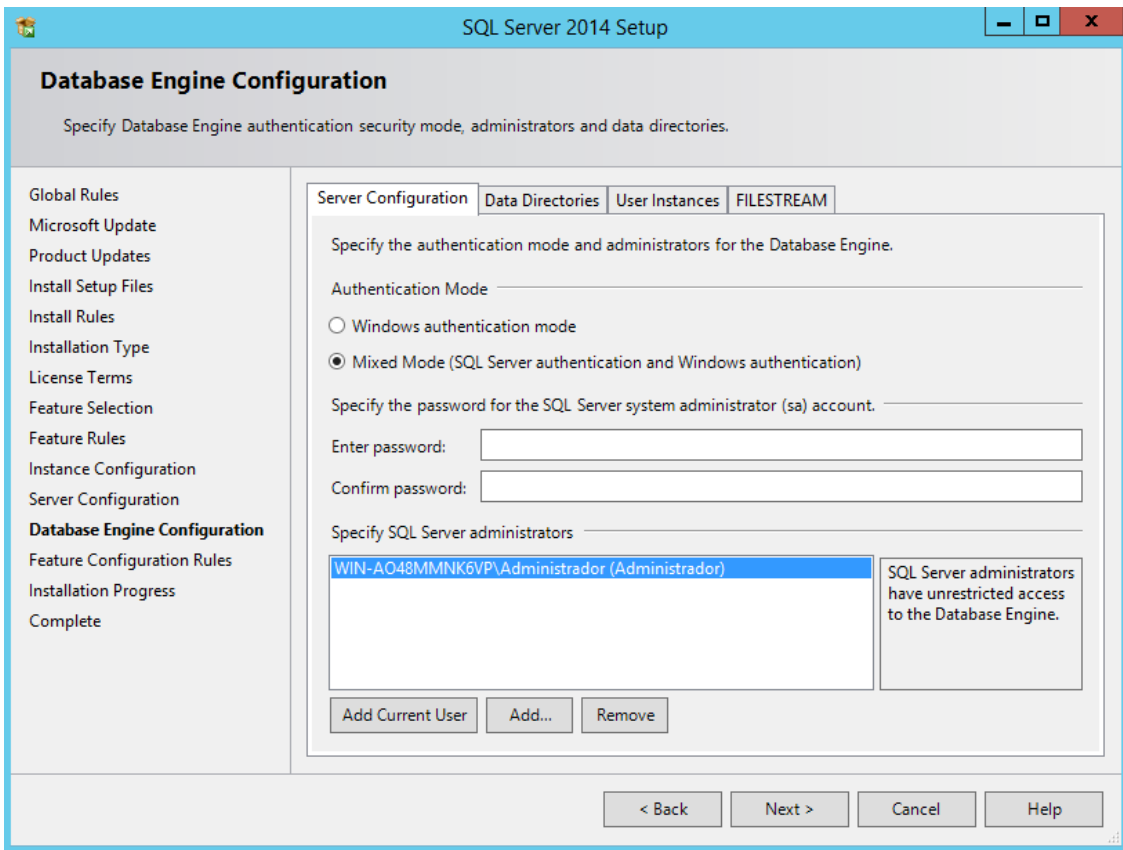 SQL Server 2014 Setup
Database Engine Configuration
Specify Database Engine authentication security mode, administrators and data directories.
Global Rules
Microsoft Update
Product Updates
Install Setup Files
Install Rules
Installation Type
License Terms
Feature Selection
Feature Rules
Instance Configuration
Server Configuration
Database Engine Configuration
Feature Configuration Rules
Installation Progress
Complete
Server Configuration Data Directories User Instances FILESTREAM
Specify the authentication mode and administrators for the Database Engine.
Authentication Mode
Windows authentication mode
Mixed Mode (SQL Server authentication and Windows authentication)
Specify the password for the SQL Server system administrator (sa) account.
Enter password:
Confirm password:
Specify SQL Server administrators
WIN-AO48MMNK6VP\Administrador (Administrador)
SQL Server administrators
have unrestricted access
to the Database Engine.
Add Current User Add... Remove
< Back Next > Cancel Help